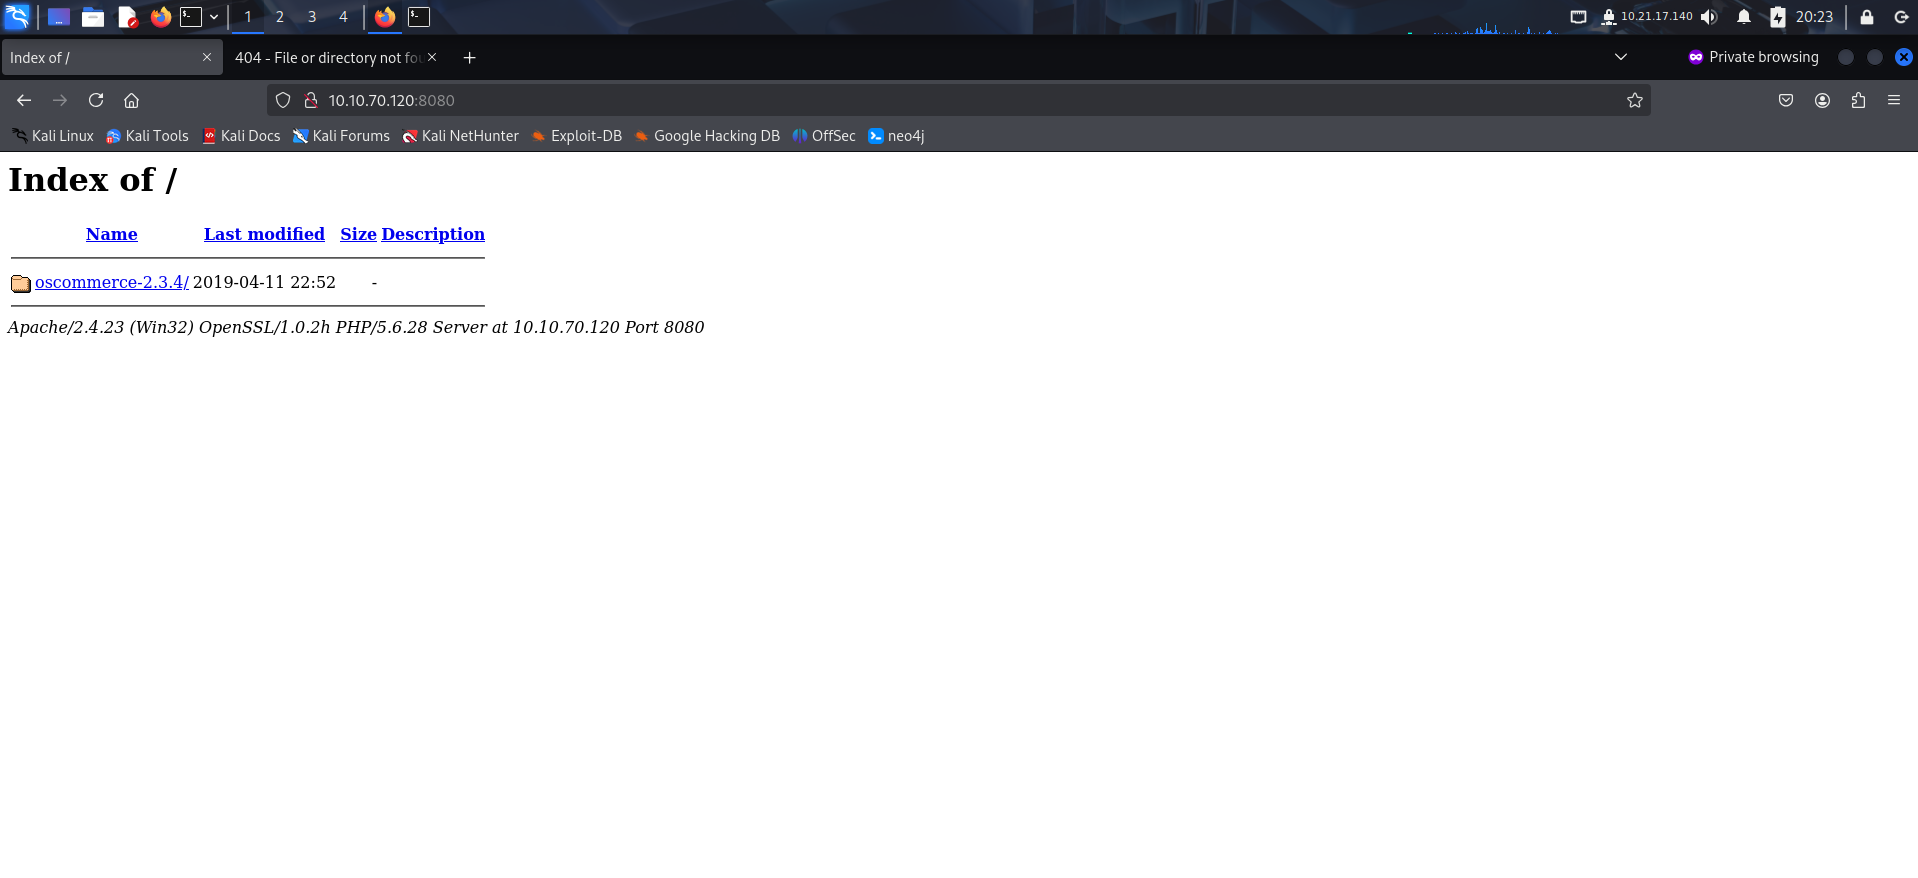 1 2 3 4 10.21.17.140 20:23
Index of / 404 - File or directory not fou Private browsing
10.10.70.120:8080
Kali Linux Kali Tools Kali Docs Kali Forums Kali NetHunter Exploit-DB Google Hacking DB OffSec neo4j
Index of /
Name Last modified Size Description
oscommerce-2.3.4/ 2019-04-11 22:52 -
Apache/2.4.23 (Win32) OpenSSL/1.0.2h PHP/5.6.28 Server at 10.10.70.120 Port 8080